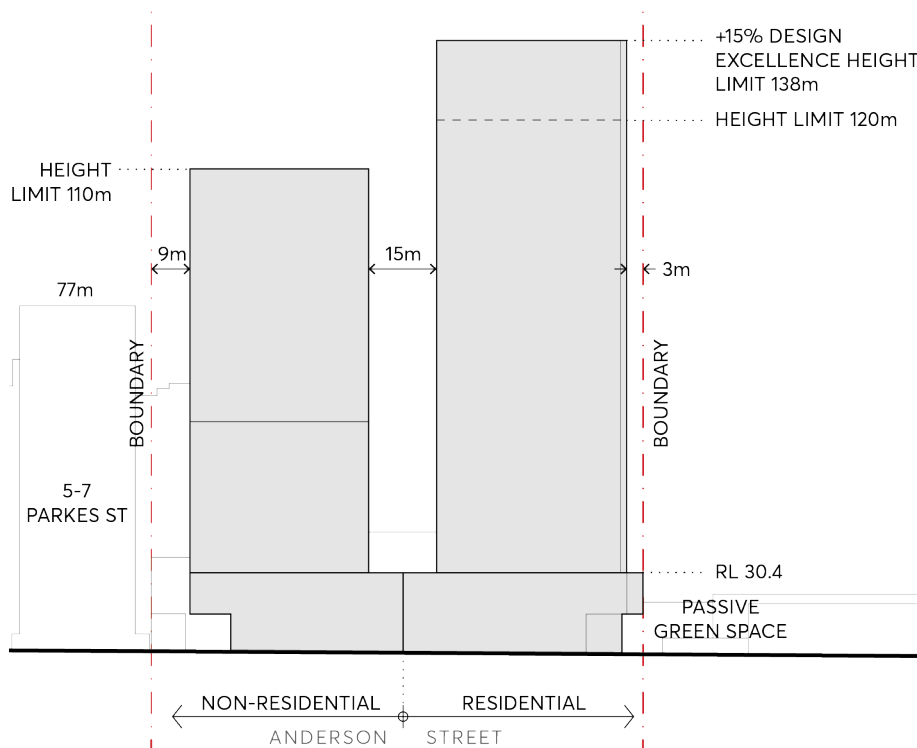 +15% DESIGN
EXCELLENCE HEIGHT
LIMIT 138m
HEIGHT LIMIT 120m
HEIGHT
LIMIT 110m
9m
15m
3m
77m
BOUNDARY
BOUNDARY
5-7
PARKES ST
RL 30.4
PASSIVE
GREEN SPACE
NON-RESIDENTIAL
RESIDENTIAL
ANDERSON STREET